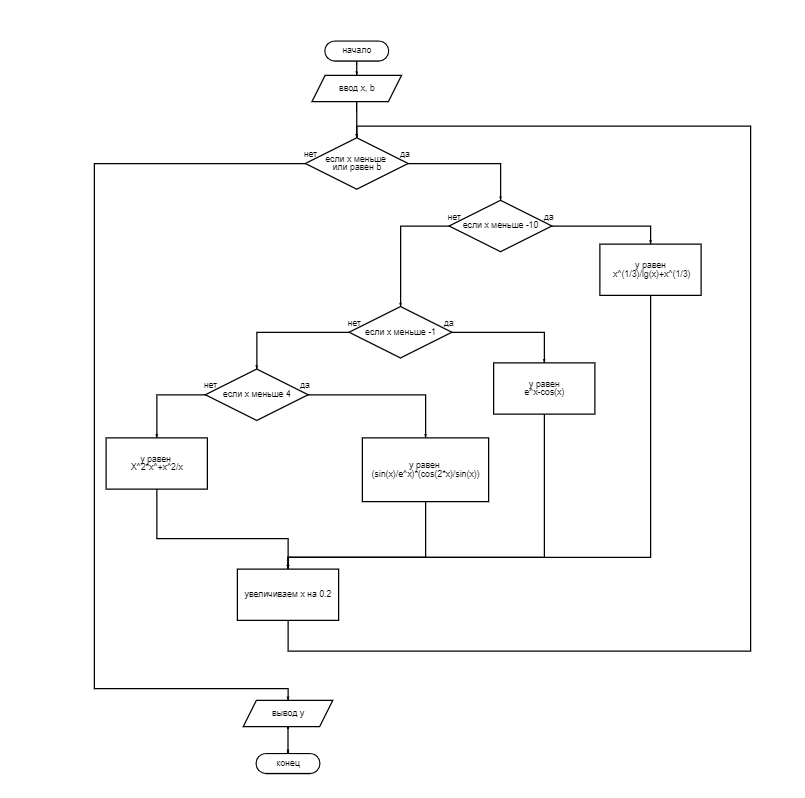 начало
ввод x, b
нет
если x меньше
или равен b
да
нет
если x меньше -10
да
y равен
x^(1/3)/lg(x)+x^(1/3)
нет
если x меньше -1
да
y равен
e^x-cos(x)
нет
если x меньше 4
да
y равен
X^2*x^+x^2/x
y равен
(sin(x)/e^x)*(cos(2*x)/sin(x))
увеличиваем x на 0.2
вывод y
конец